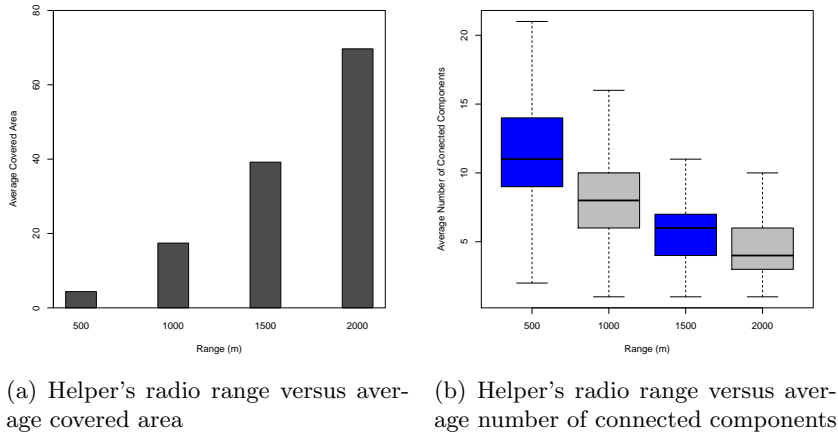 80
60
40
20
0
Average Covered Area
500 1000 1500 2000
Range (m)
20
15
10
5
Average Number of Conected Components
500 1000 1500 2000
Range (m)
(a) Helper's radio range versus aver-
age covered area
(b) Helper's radio range versus aver-
age number of connected components